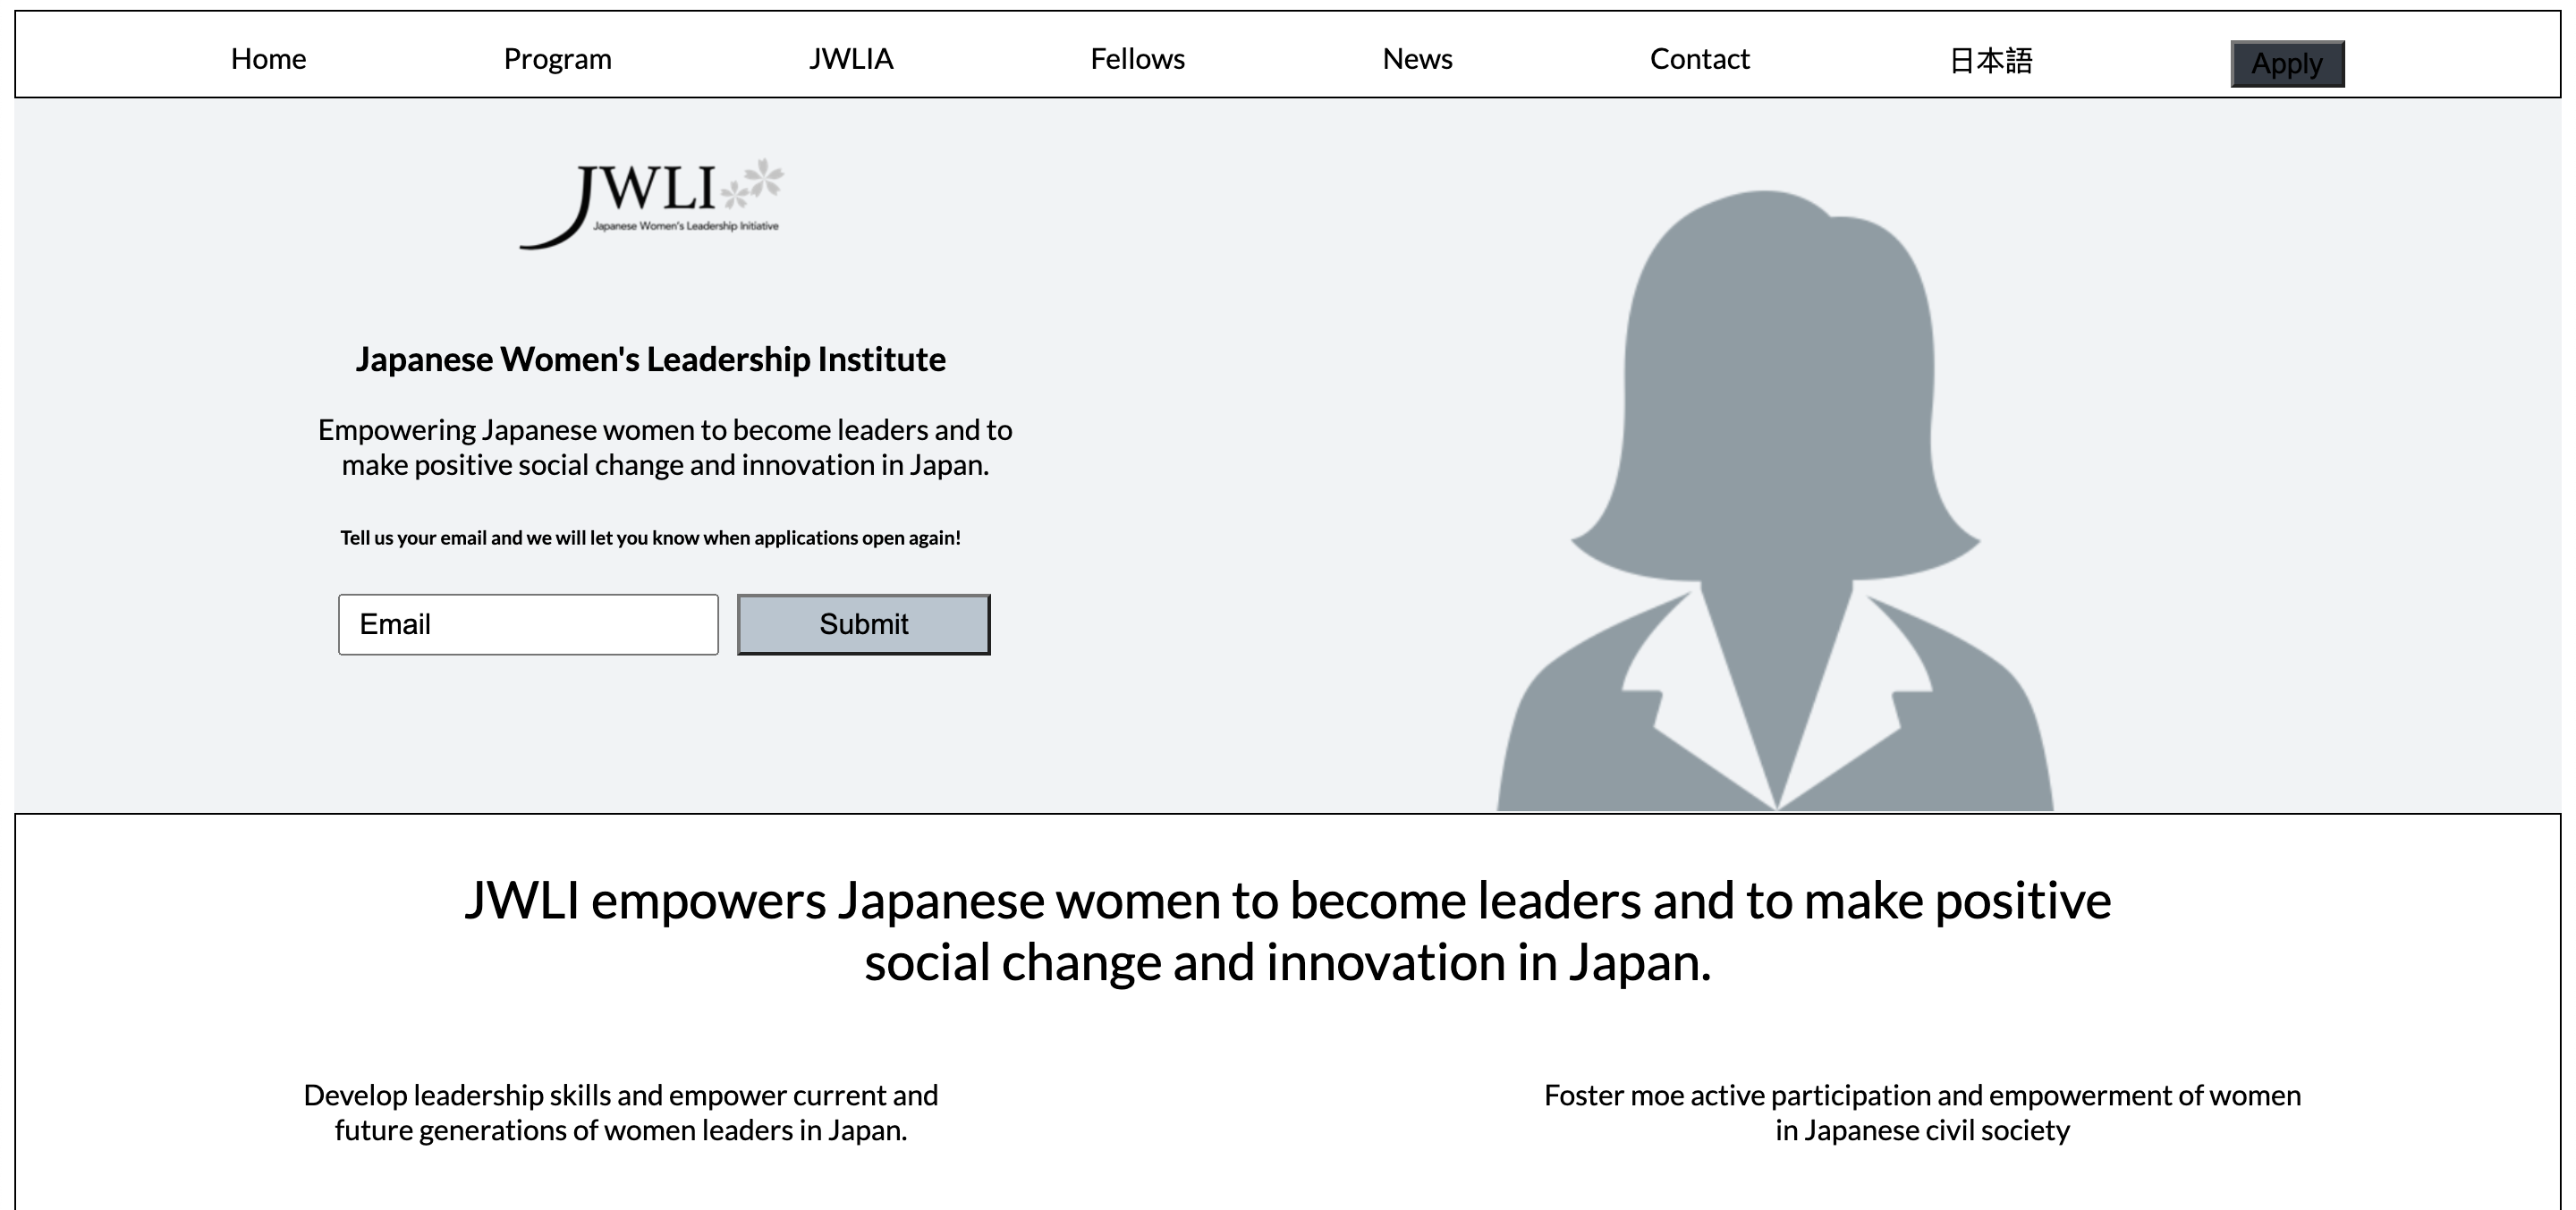 Home Program JWLIA Fellows News Contact 日本語 Apply
JWLI
Japanese Women's Leadership Initiative
Japanese Women's Leadership Institute
Empowering Japanese women to become leaders and to
make positive social change and innovation in Japan.
Tell us your email and we will let you know when applications open again!
Email Submit
JWLI empowers Japanese women to become leaders and to make positive
social change and innovation in Japan.
Develop leadership skills and empower current and
future generations of women leaders in Japan.
Foster moe active participation and empowerment of women
in Japanese civil society